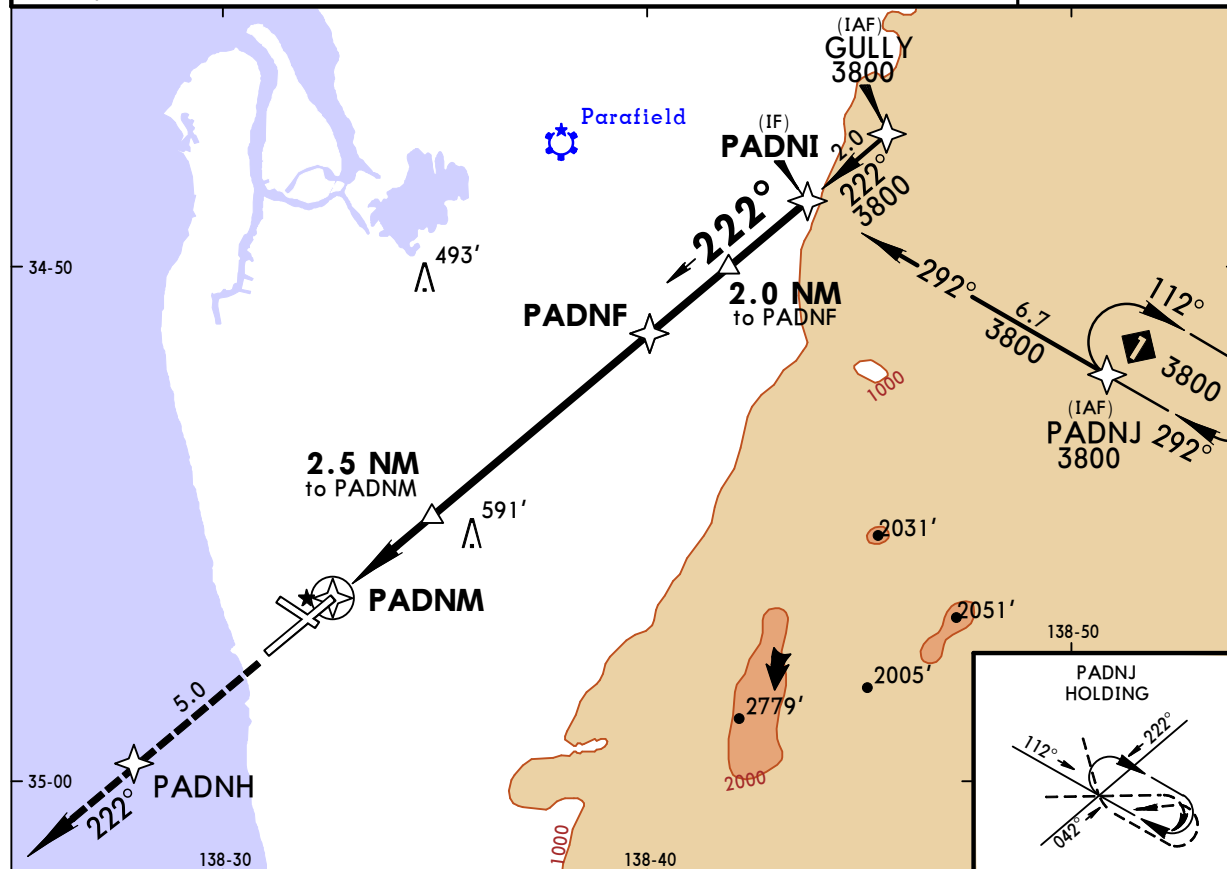 (IAF)
GULLY
3800
Parafield
(IF)
PADNI
2.0
222°
3800
222°
493'
34-50
2.0 NM
to PADNF
PADNF
292°
6.7
3800
112°
1
3800
(IAF)
PADNJ
3800
292°
1000
2.5 NM
to PADNM
591'
2031'
PADNM
2051'
138-50
2005'
2779'
5.0
PADNH
222°
35-00
2000
1000
138-30
138-40
PADNJ
HOLDING
112°
222°
042°